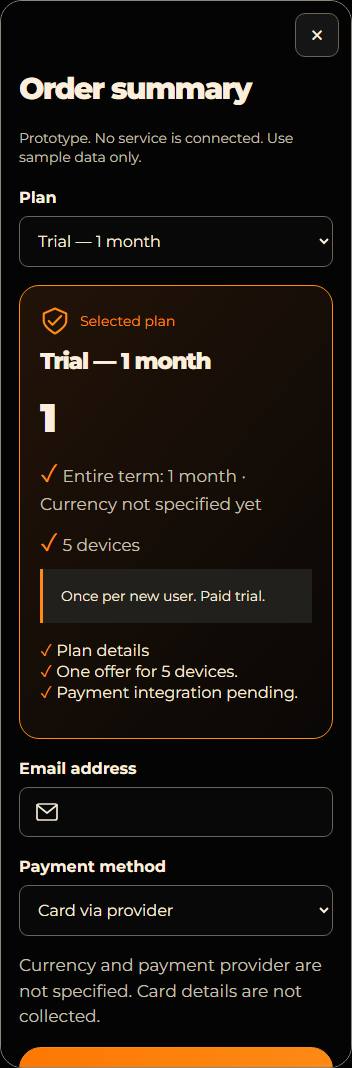 ×
Order summary
Prototype. No service is connected. Use
sample data only.
Plan
Trial — 1 month
Selected plan
Trial — 1 month
1
✓ Entire term: 1 month ·
Currency not specified yet
✓ 5 devices
Once per new user. Paid trial.
✓ Plan details
✓ One offer for 5 devices.
✓ Payment integration pending.
Email address
Payment method
Card via provider
Currency and payment provider are
not specified. Card details are not
collected.